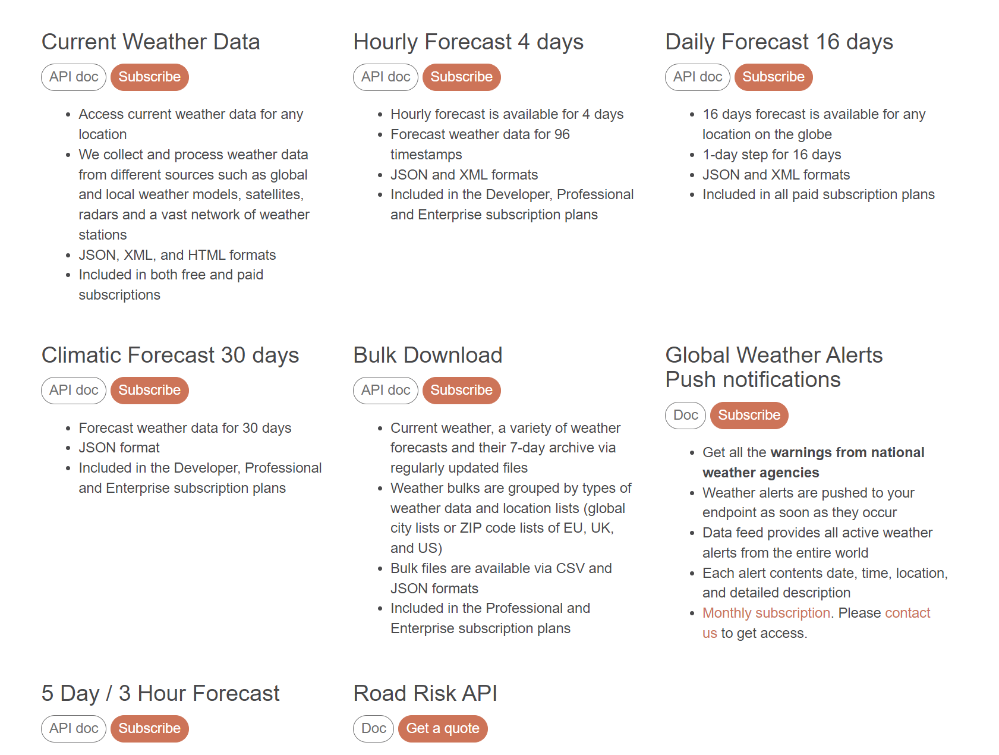 Current Weather Data
API doc Subscribe
• Access current weather data for any
location
• We collect and process weather data
from different sources such as global
and local weather models, satellites,
radars and a vast network of weather
stations
• JSON, XML, and HTML formats
• Included in both free and paid
subscriptions
Hourly Forecast 4 days
API doc Subscribe
• Hourly forecast is available for 4 days
• Forecast weather data for 96
timestamps
• JSON and XML formats
• Included in the Developer, Professional
and Enterprise subscription plans
Daily Forecast 16 days
API doc Subscribe
• 16 days forecast is available for any
location on the globe
• 1-day step for 16 days
• JSON and XML formats
• Included in all paid subscription plans
Climatic Forecast 30 days
API doc Subscribe
• Forecast weather data for 30 days
• JSON format
• Included in the Developer, Professional
and Enterprise subscription plans
Bulk Download
API doc Subscribe
• Current weather, a variety of weather
forecasts and their 7-day archive via
regularly updated files
• Weather bulks are grouped by types of
weather data and location lists (global
city lists or ZIP code lists of EU, UK,
and US)
• Bulk files are available via CSV and
JSON formats
• Included in the Professional and
Enterprise subscription plans
Global Weather Alerts
Push notifications
Doc Subscribe
• Get all the warnings from national
weather agencies
• Weather alerts are pushed to your
endpoint as soon as they occur
• Data feed provides all active weather
alerts from the entire world
• Each alert contents date, time, location,
and detailed description
• Monthly subscription. Please contact
us to get access.
5 Day / 3 Hour Forecast
API doc Subscribe
Road Risk API
Doc Get a quote